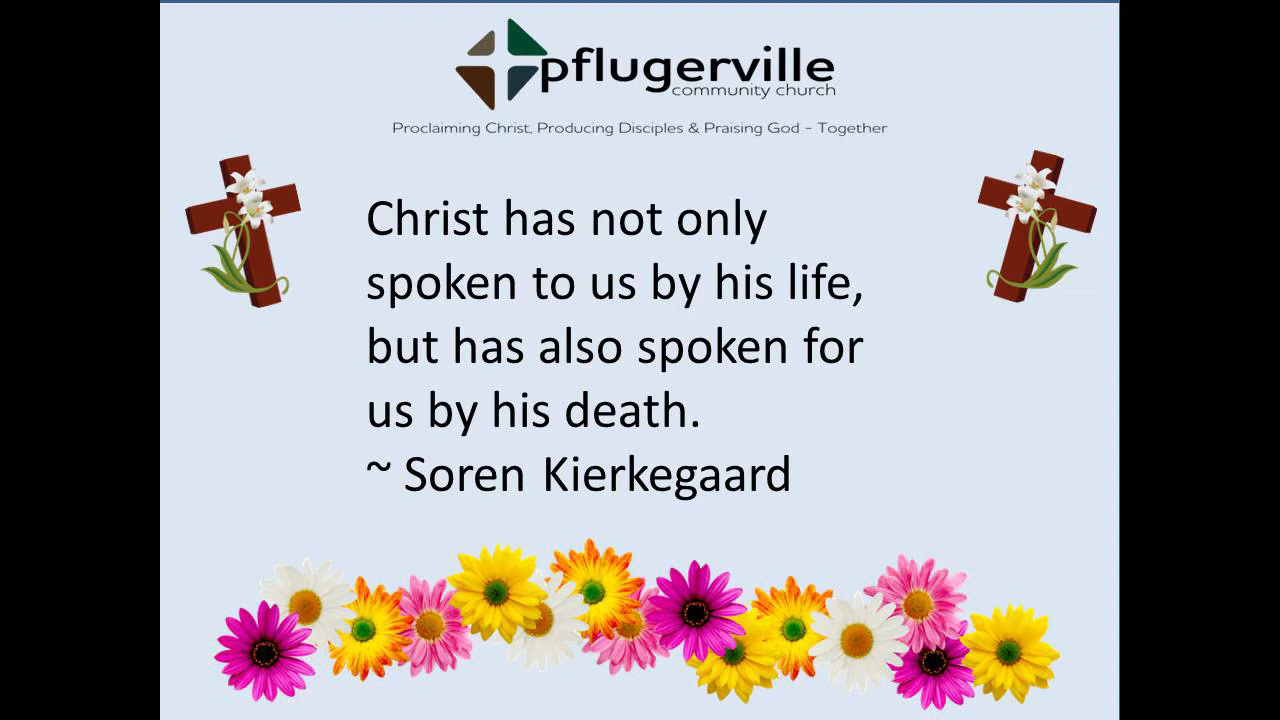 pflugerville
community church
Proclaiming Christ, Producing Disciples & Praising God - Together
Christ has not only
spoken to us by his life,
but has also spoken for
us by his death.
~ Soren Kierkegaard